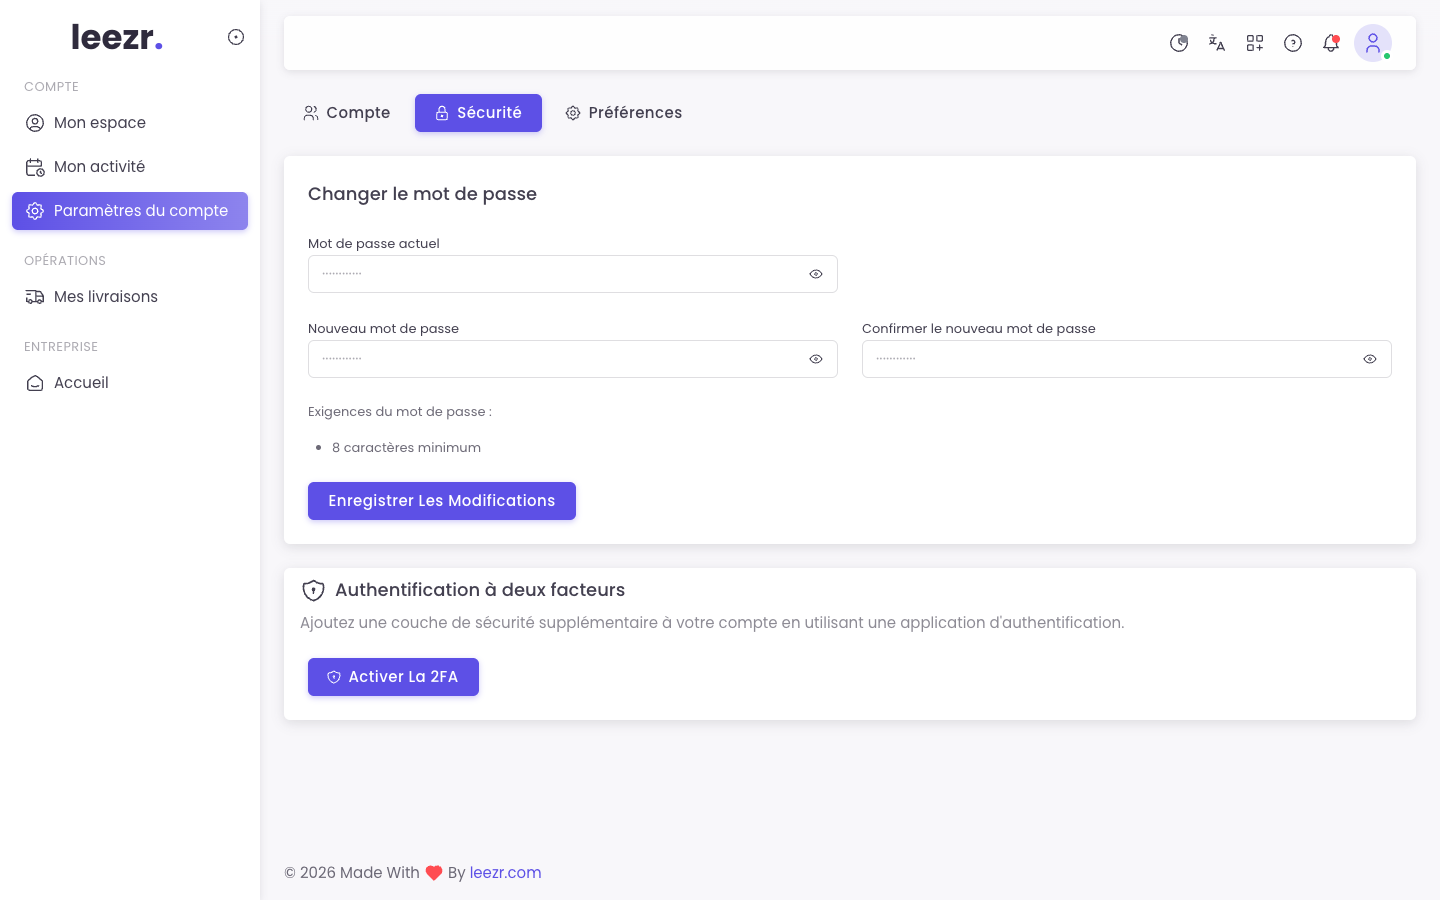 leezr.
COMPTE
Mon espace
Mon activité
Paramètres du compte
OPÉRATIONS
Mes livraisons
ENTREPRISE
Accueil
Compte
Sécurité
Préférences
Changer le mot de passe
Mot de passe actuel
············
Nouveau mot de passe
············
Confirmer le nouveau mot de passe
············
Exigences du mot de passe :
• 8 caractères minimum
Enregistrer Les Modifications
Authentification à deux facteurs
Ajoutez une couche de sécurité supplémentaire à votre compte en utilisant une application d'authentification.
Activer La 2FA
© 2026 Made With ❤ By leezr.com